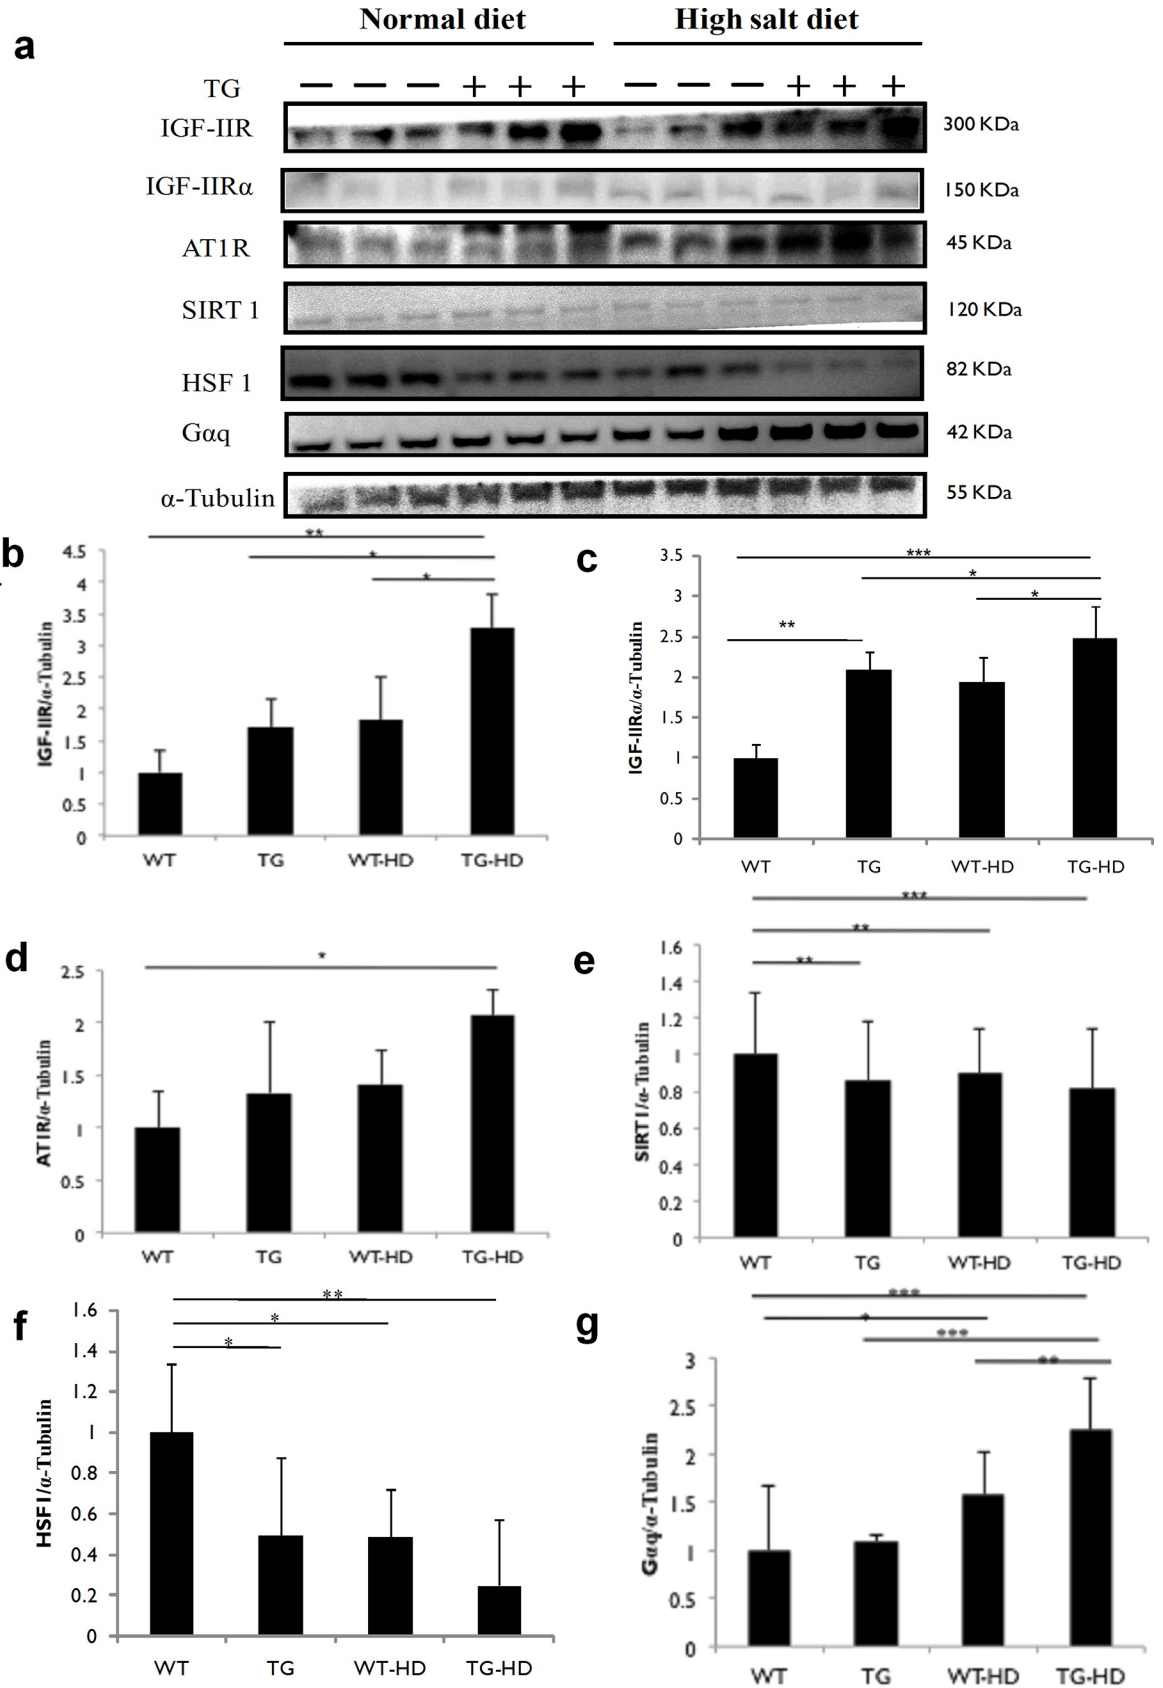 Normal diet High salt diet
a
TG — — — + + + — — — + + +
IGF-IIR 300 KDa
IGF-IIRα 150 KDa
AT1R 45 KDa
SIRT 1 120 KDa
HSF 1 82 KDa
Gαq 42 KDa
α-Tubulin 55 KDa
b
**
*
*
4.5
4
3.5
3
2.5
2
1.5
1
0.5
0
IGF-IIR/α-Tubulin
WT TG WT-HD TG-HD
c
***
*
*
**
3.5
3
2.5
2
1.5
1
0.5
0
IGF-IIRα/α-Tubulin
WT TG WT-HD TG-HD
d
*
2.5
2
1.5
1
0.5
0
AT1R/α-Tubulin
WT TG WT-HD TG-HD
e
***
**
**
1.6
1.4
1.2
1
0.8
0.6
0.4
0.2
0
SIRT1/α-Tubulin
WT TG WT-HD TG-HD
f
**
*
*
1.6
1.4
1.2
1
0.8
0.6
0.4
0.2
0
HSF1/α-Tubulin
WT TG WT-HD TG-HD
g
***
*
***
**
3
2.5
2
1.5
1
0.5
0
Gαq/α-Tubulin
WT TG WT-HD TG-HD